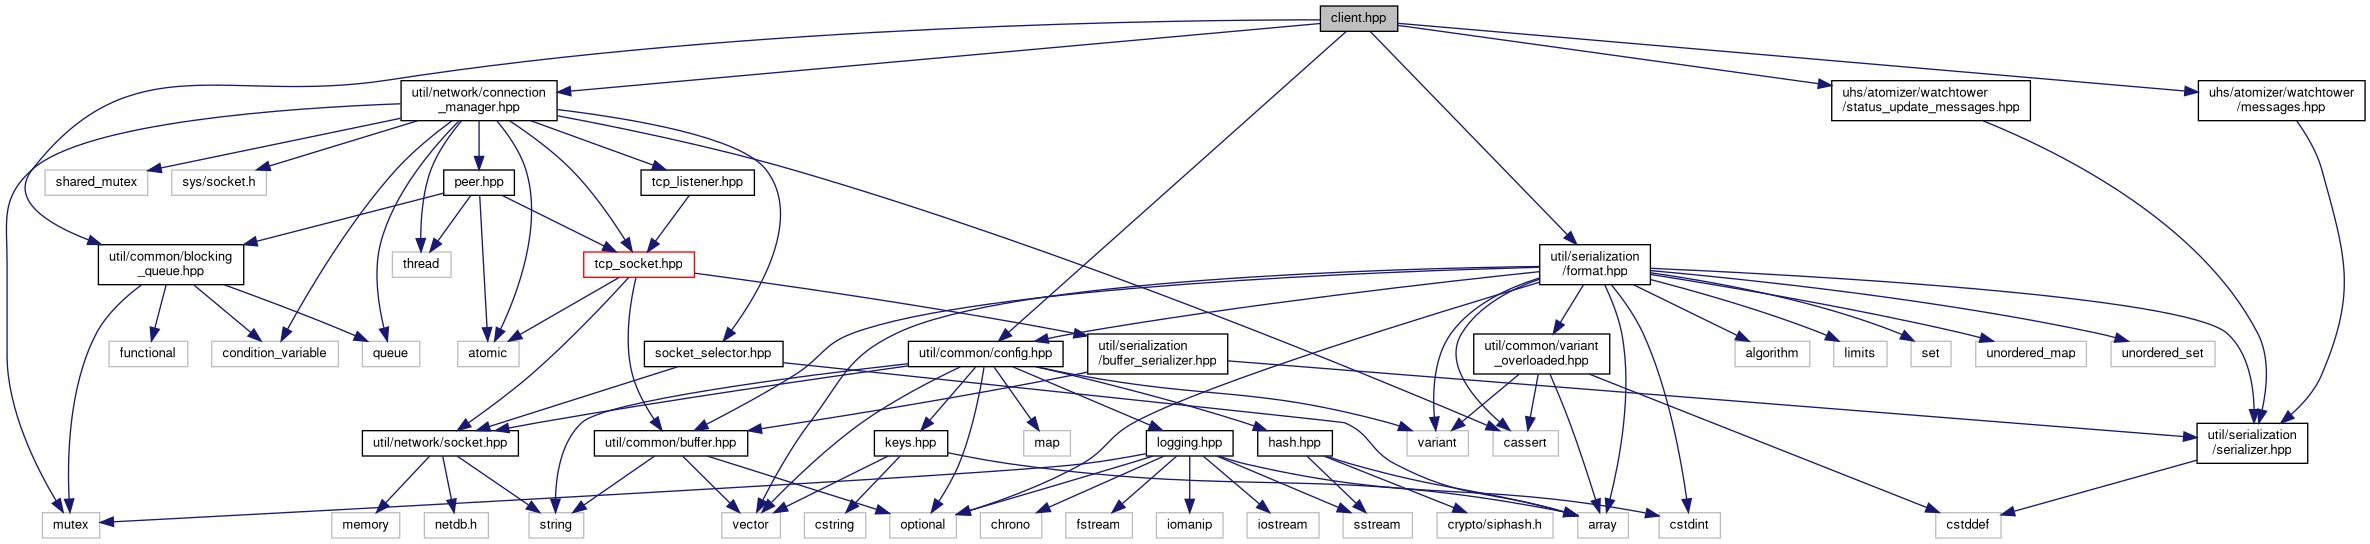 client.hpp
util/network/connection
_manager.hpp
uhs/atomizer/watchtower
/status_update_messages.hpp
uhs/atomizer/watchtower
/messages.hpp
shared_mutex
sys/socket.h
peer.hpp
tcp_listener.hpp
util/common/blocking
_queue.hpp
thread
tcp_socket.hpp
util/serialization
/format.hpp
functional
condition_variable
queue
atomic
socket_selector.hpp
util/common/config.hpp
util/serialization
/buffer_serializer.hpp
util/common/variant
_overloaded.hpp
algorithm
limits
set
unordered_map
unordered_set
util/network/socket.hpp
util/common/buffer.hpp
keys.hpp
map
logging.hpp
hash.hpp
variant
cassert
util/serialization
/serializer.hpp
mutex
memory
netdb.h
string
vector
cstring
optional
chrono
fstream
iomanip
iostream
sstream
crypto/siphash.h
array
cstdint
cstddef